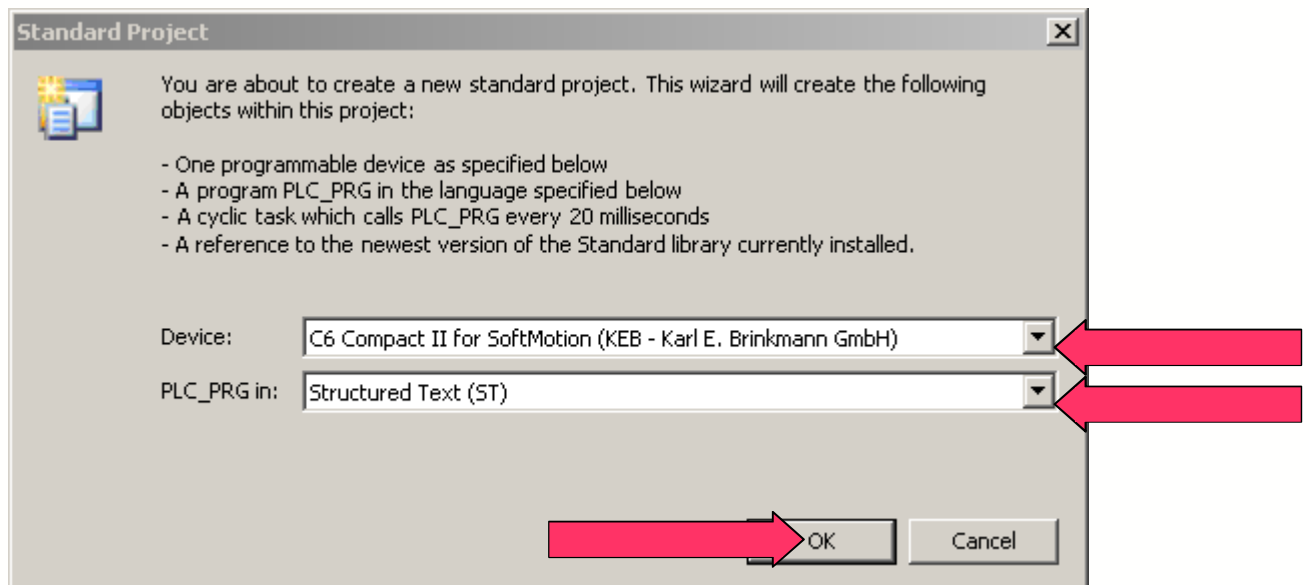 Standard Project
You are about to create a new standard project. This wizard will create the following
objects within this project:
- One programmable device as specified below
- A program PLC_PRG in the language specified below
- A cyclic task which calls PLC_PRG every 20 milliseconds
- A reference to the newest version of the Standard library currently installed.
Device: C6 Compact II for SoftMotion (KEB - Karl E. Brinkmann GmbH)
PLC_PRG in: Structured Text (ST)
OK Cancel